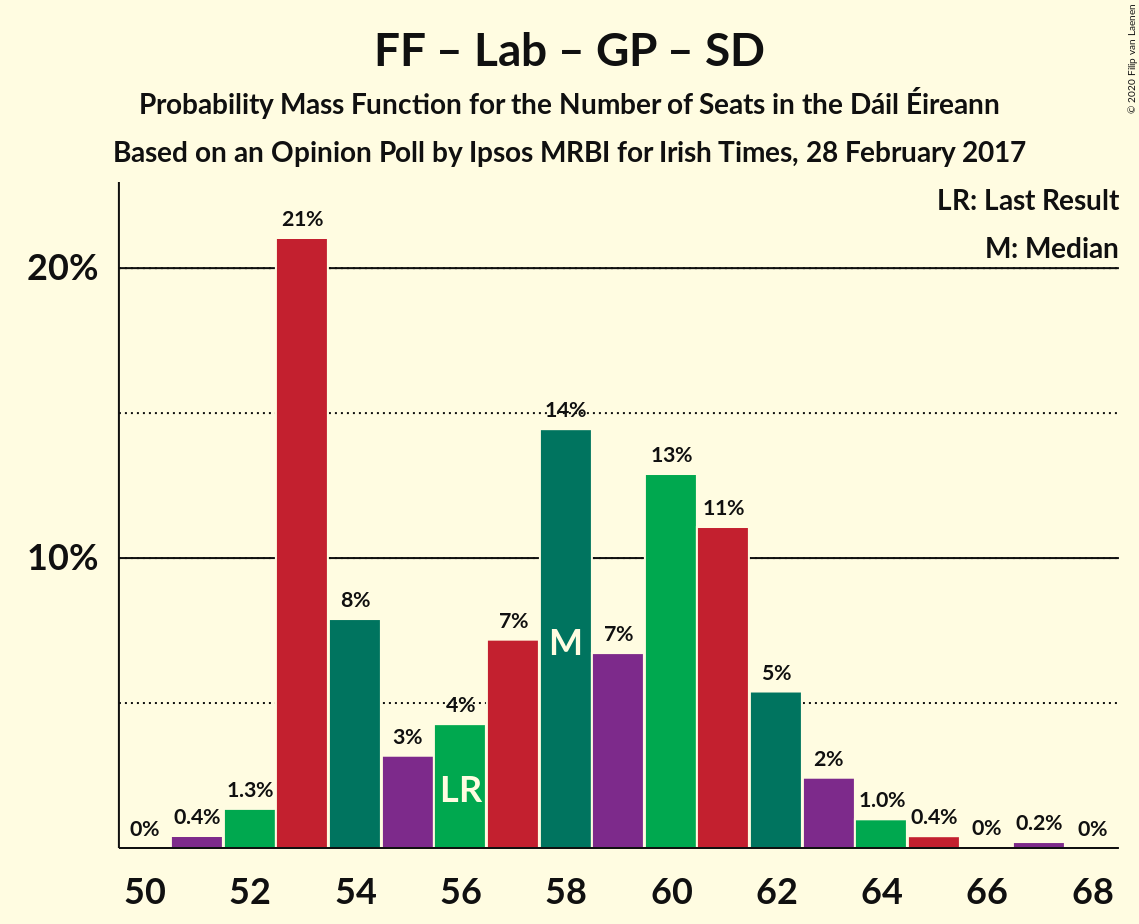 FF – Lab – GP – SD
Probability Mass Function for the Number of Seats in the Dáil Éireann
Based on an Opinion Poll by Ipsos MRBI for Irish Times, 28 February 2017
© 2020 Filip van Laenen
LR: Last Result
M: Median
20%
10%
0%
0.4%
1.3%
21%
8%
3%
4%
7%
14%
7%
13%
11%
5%
2%
1.0%
0.4%
0%
0.2%
0%
LR
M
50 52 54 56 58 60 62 64 66 68